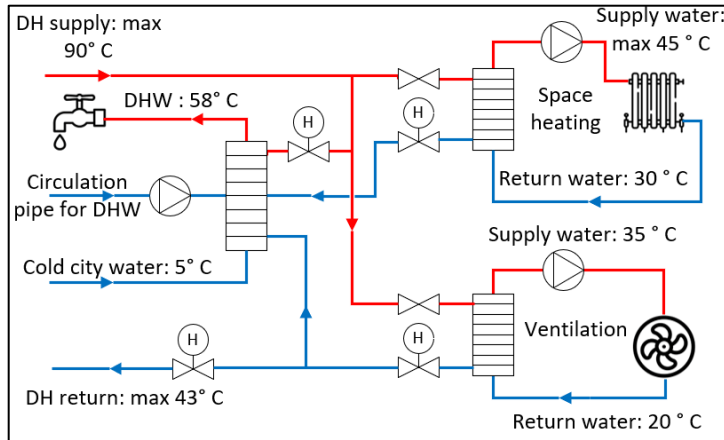 DH supply: max
90° C
Supply water:
max 45 ° C
DHW : 58° C
H
H
Space
heating
Circulation
pipe for DHW
Return water: 30 ° C
Supply water: 35 ° C
Cold city water: 5° C
H
H
Ventilation
DH return: max 43° C
Return water: 20 ° C